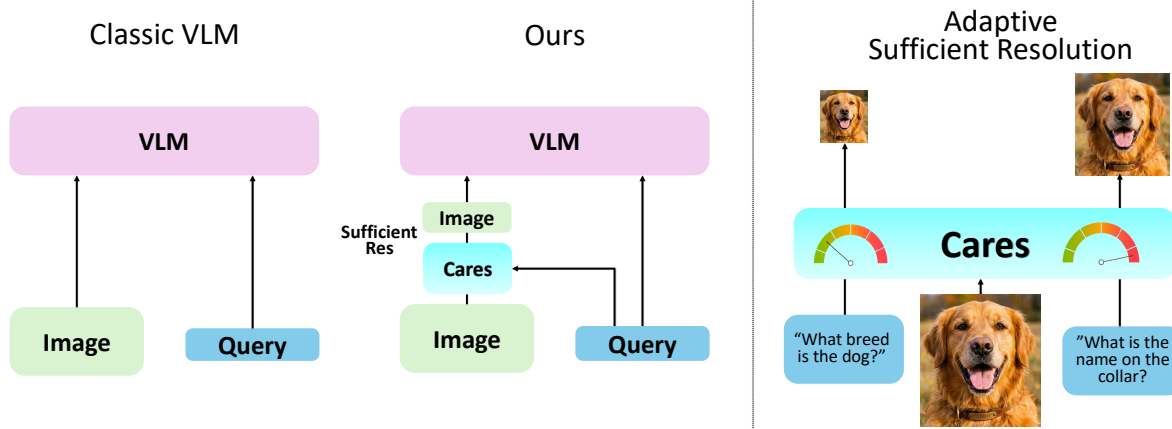 Classic VLM
VLM
Image
Query
Ours
VLM
Image
Sufficient
Res
Cares
Image
Query
Adaptive
Sufficient Resolution
Cares
“What breed
is the dog?”
”What is the
name on the
collar?